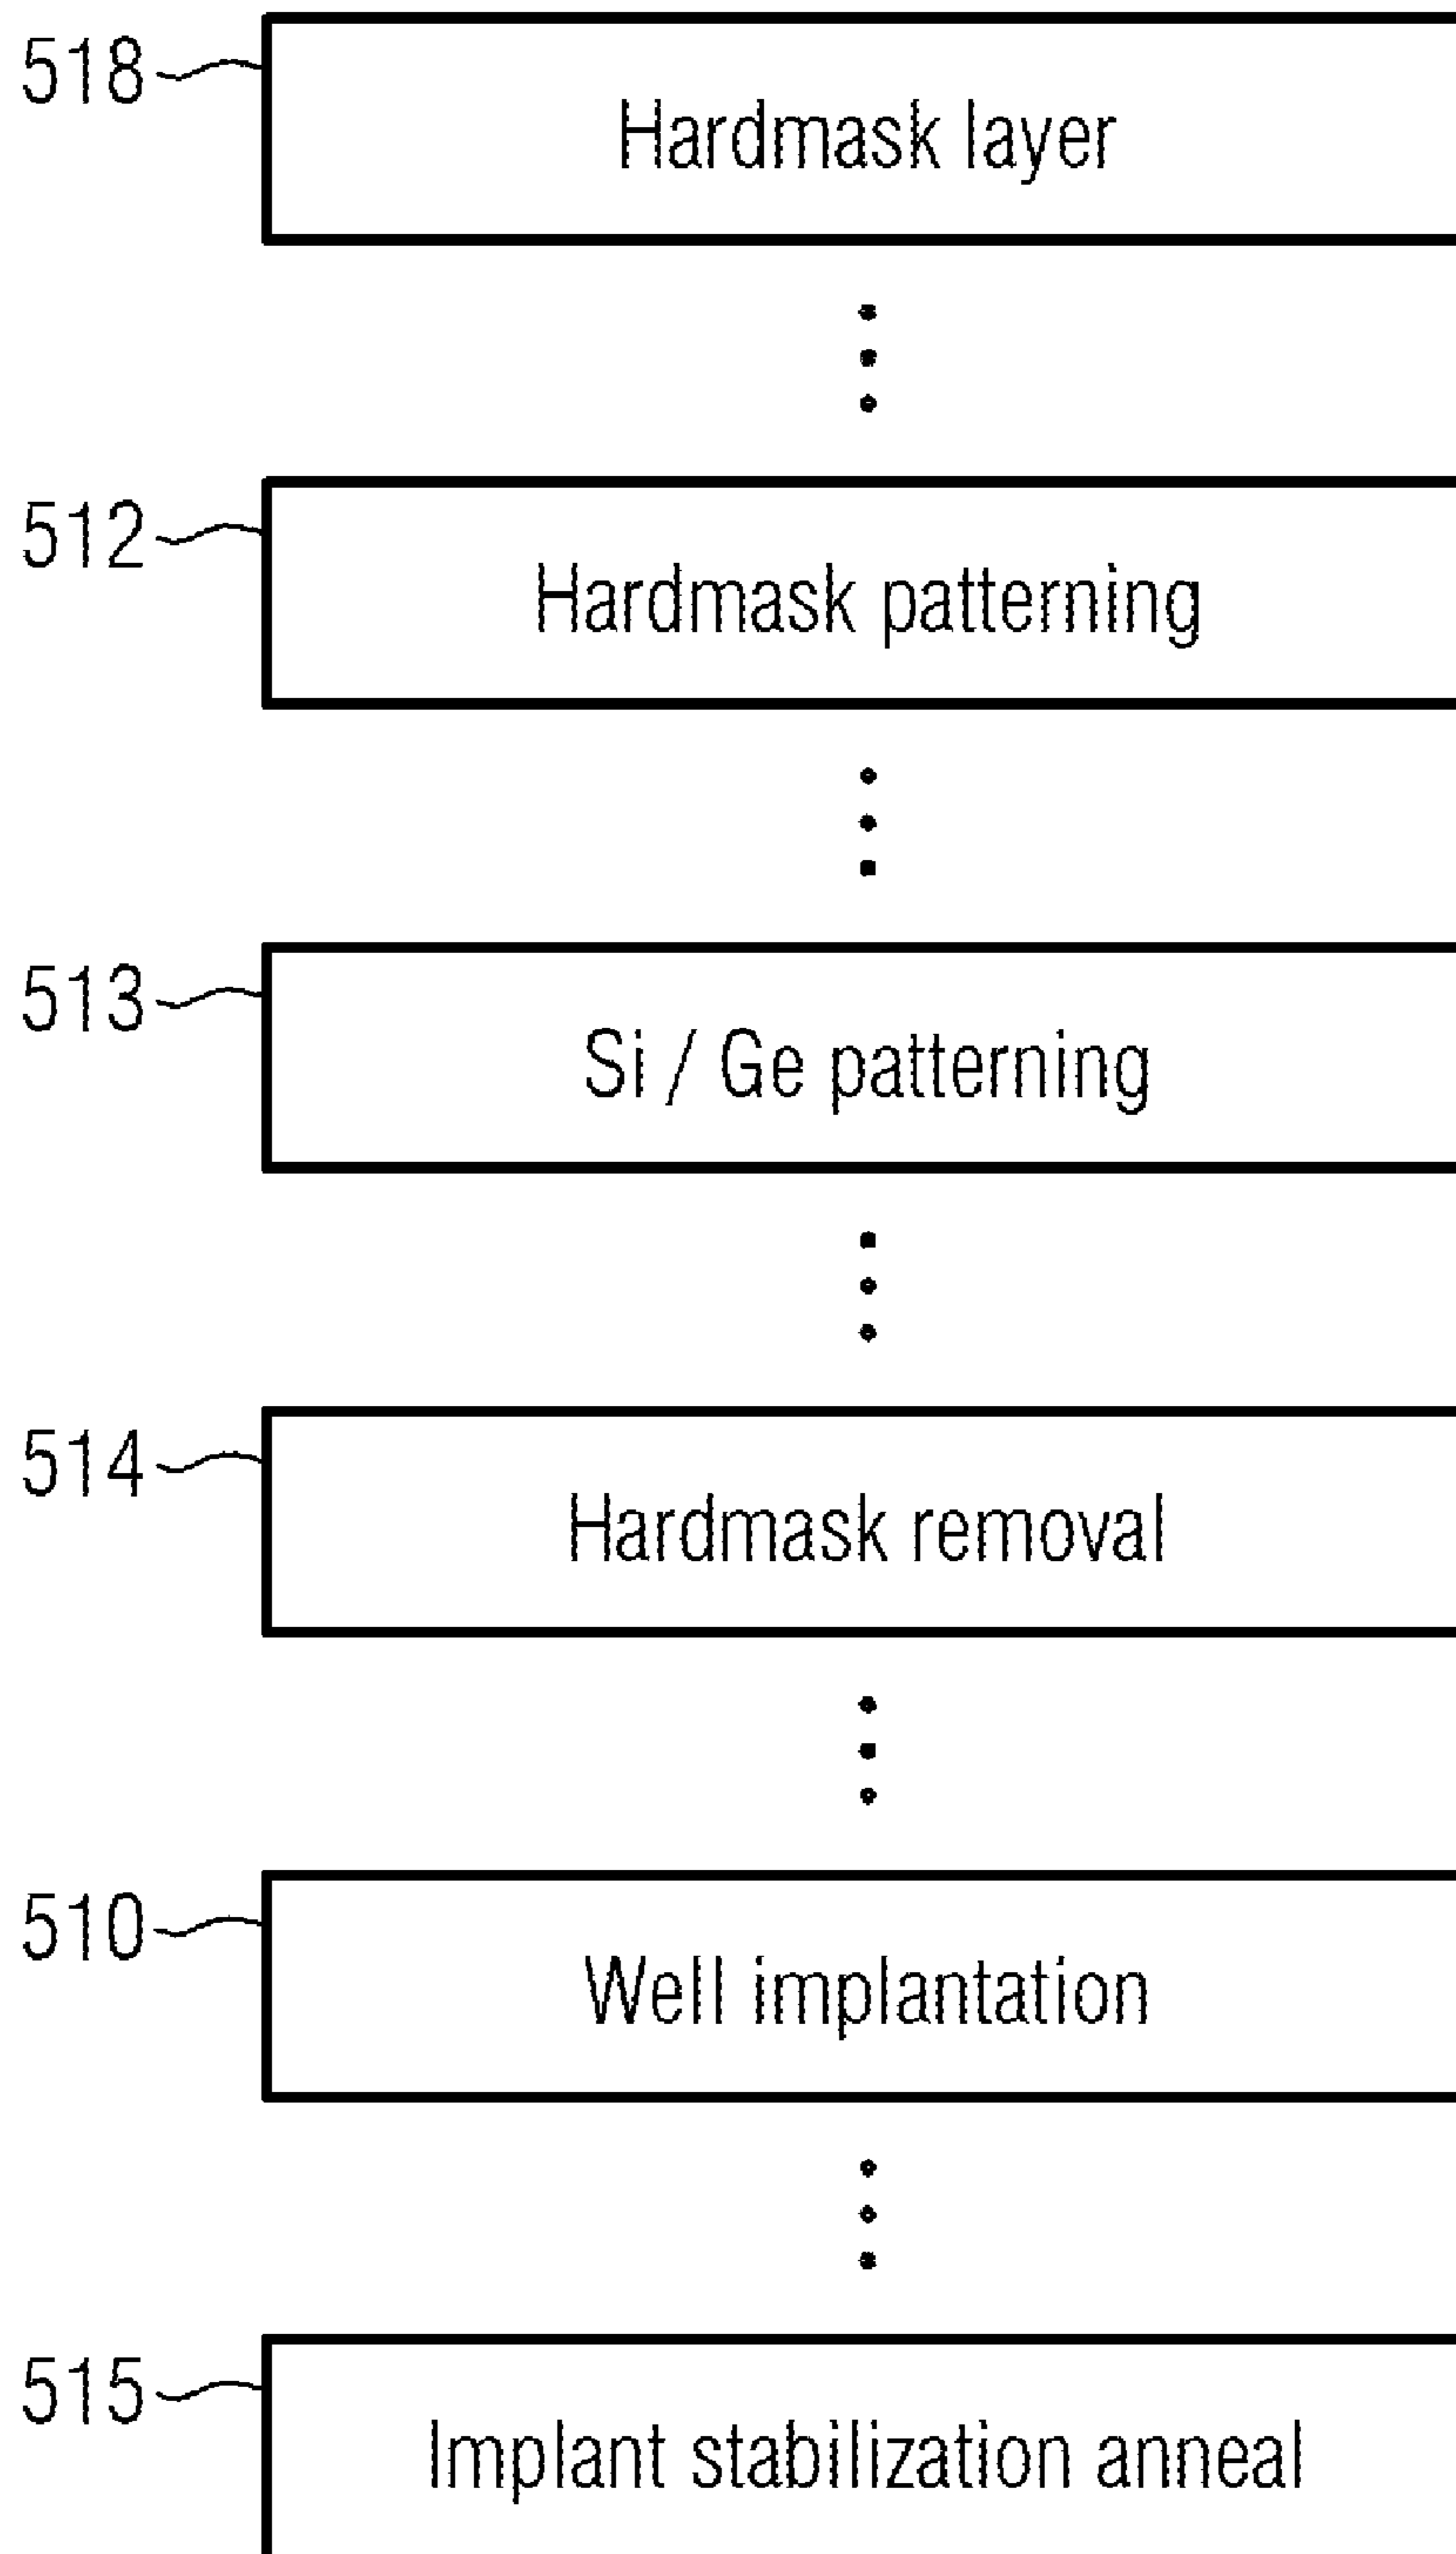 518 Hardmask layer
512 Hardmask patterning
513 Si / Ge patterning
514 Hardmask removal
510 Well implantation
515 Implant stabilization anneal